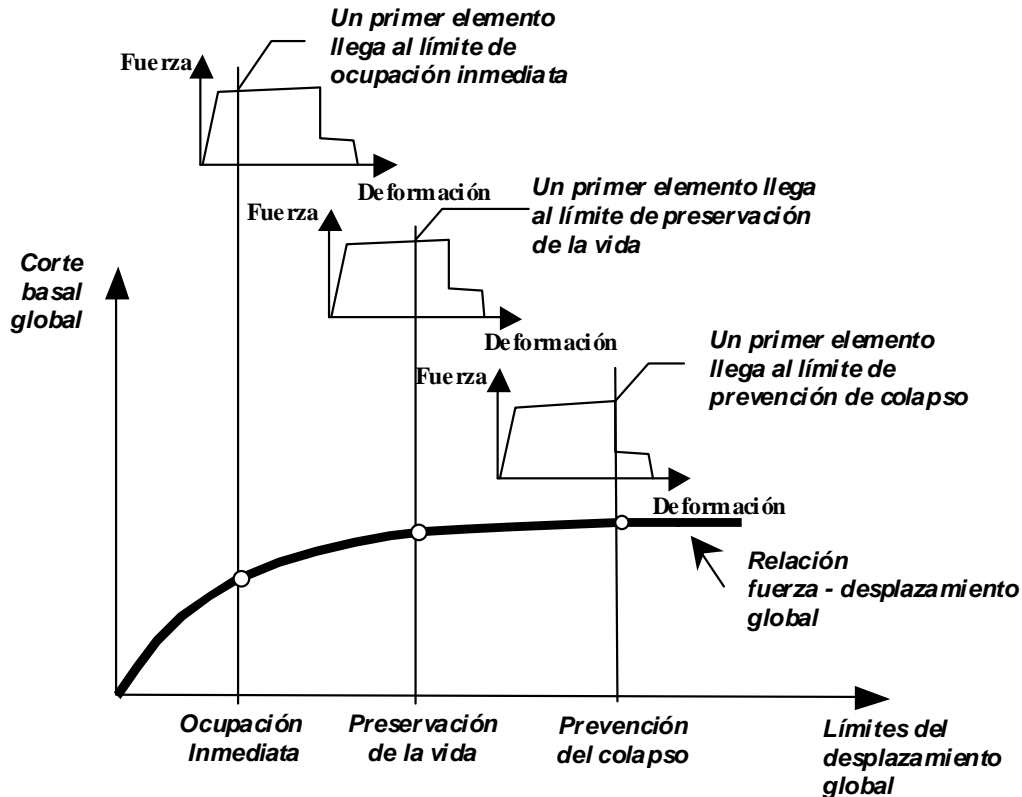 Un primer elemento
llega al límite de
ocupación inmediata
Fuerza
Deformación
Un primer elemento llega
al límite de preservación
de la vida
Fuerza
Deformación
Corte
basal
global
Un primer elemento
llega al límite de
prevención de colapso
Fuerza
Deformación
Relación
fuerza - desplazamiento
global
Ocupación
Inmediata
Preservación
de la vida
Prevención
del colapso
Límites del
desplazamiento
global